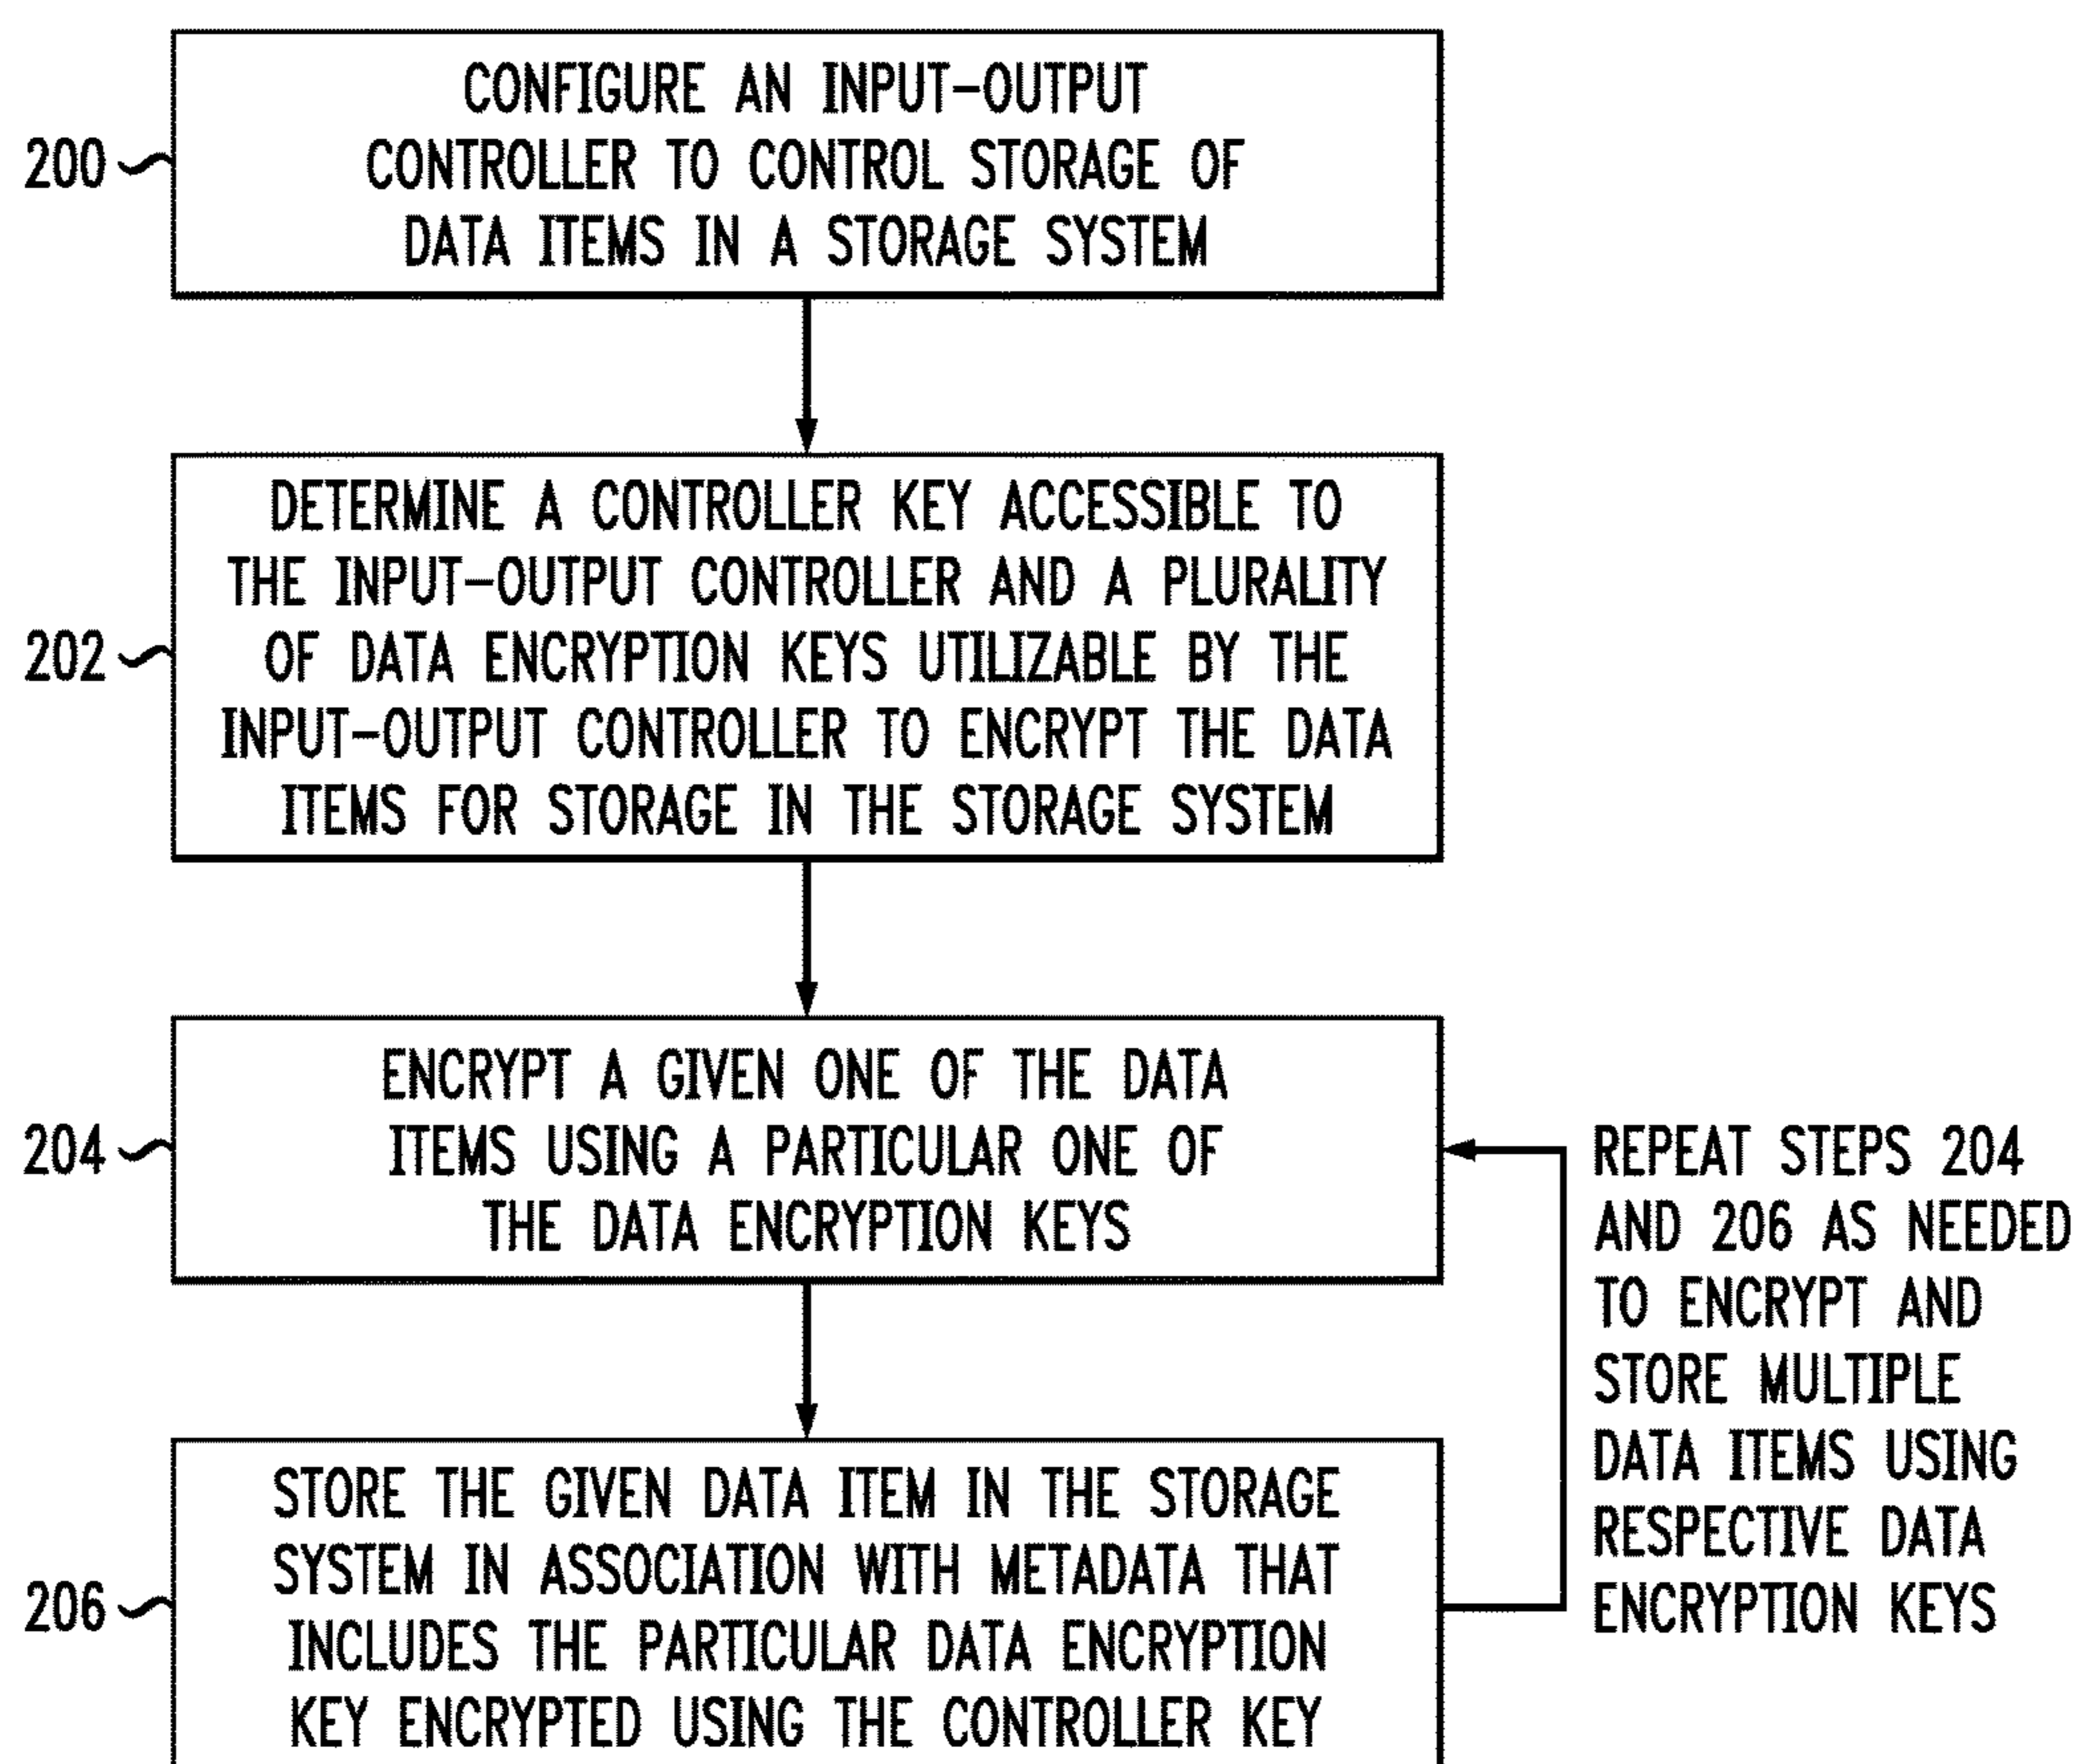 CONFIGURE AN INPUT-OUTPUT
CONTROLLER TO CONTROL STORAGE OF
DATA ITEMS IN A STORAGE SYSTEM
200
DETERMINE A CONTROLLER KEY ACCESSIBLE TO
THE INPUT-OUTPUT CONTROLLER AND A PLURALITY
OF DATA ENCRYPTION KEYS UTILIZABLE BY THE
INPUT-OUTPUT CONTROLLER TO ENCRYPT THE DATA
ITEMS FOR STORAGE IN THE STORAGE SYSTEM
202
ENCRYPT A GIVEN ONE OF THE DATA
ITEMS USING A PARTICULAR ONE OF
THE DATA ENCRYPTION KEYS
204
REPEAT STEPS 204
AND 206 AS NEEDED
TO ENCRYPT AND
STORE MULTIPLE
DATA ITEMS USING
RESPECTIVE DATA
ENCRYPTION KEYS
STORE THE GIVEN DATA ITEM IN THE STORAGE
SYSTEM IN ASSOCIATION WITH METADATA THAT
INCLUDES THE PARTICULAR DATA ENCRYPTION
KEY ENCRYPTED USING THE CONTROLLER KEY
206